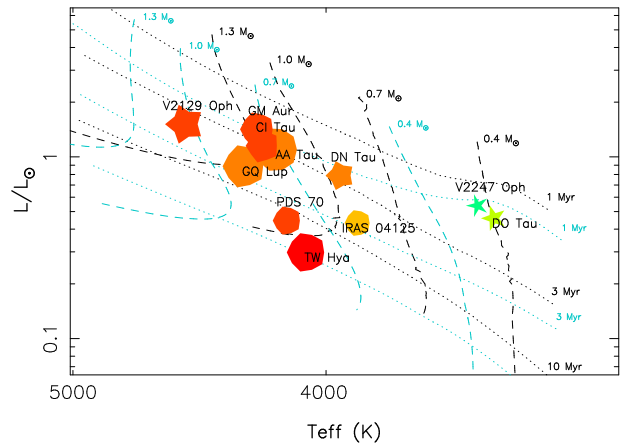 1.3 M⊙
1.3 M⊙
1.0 M⊙
1.0 M⊙
0.7 M⊙
0.7 M⊙
V2129 Oph
GM Aur
CI Tau
0.4 M⊙
0.4 M⊙
AA Tau
DN Tau
GQ Lup
V2247 Oph
PDS 70
1 Myr
IRAS 04125
DO Tau
1 Myr
TW Hya
3 Myr
3 Myr
10 Myr
L/L⊙
1
0.1
5000
4000
Teff (K)